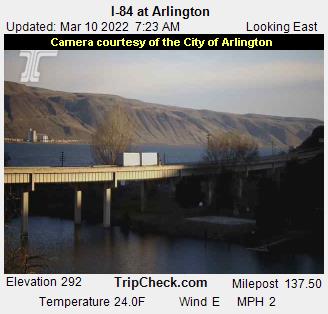 I-84 at Arlington
Updated: Mar 10 2022 7:23 AM Looking East
Camera courtesy of the City of Arlington
Elevation 292 TripCheck.com Milepost 137.50
Temperature 24.0F Wind E MPH 2